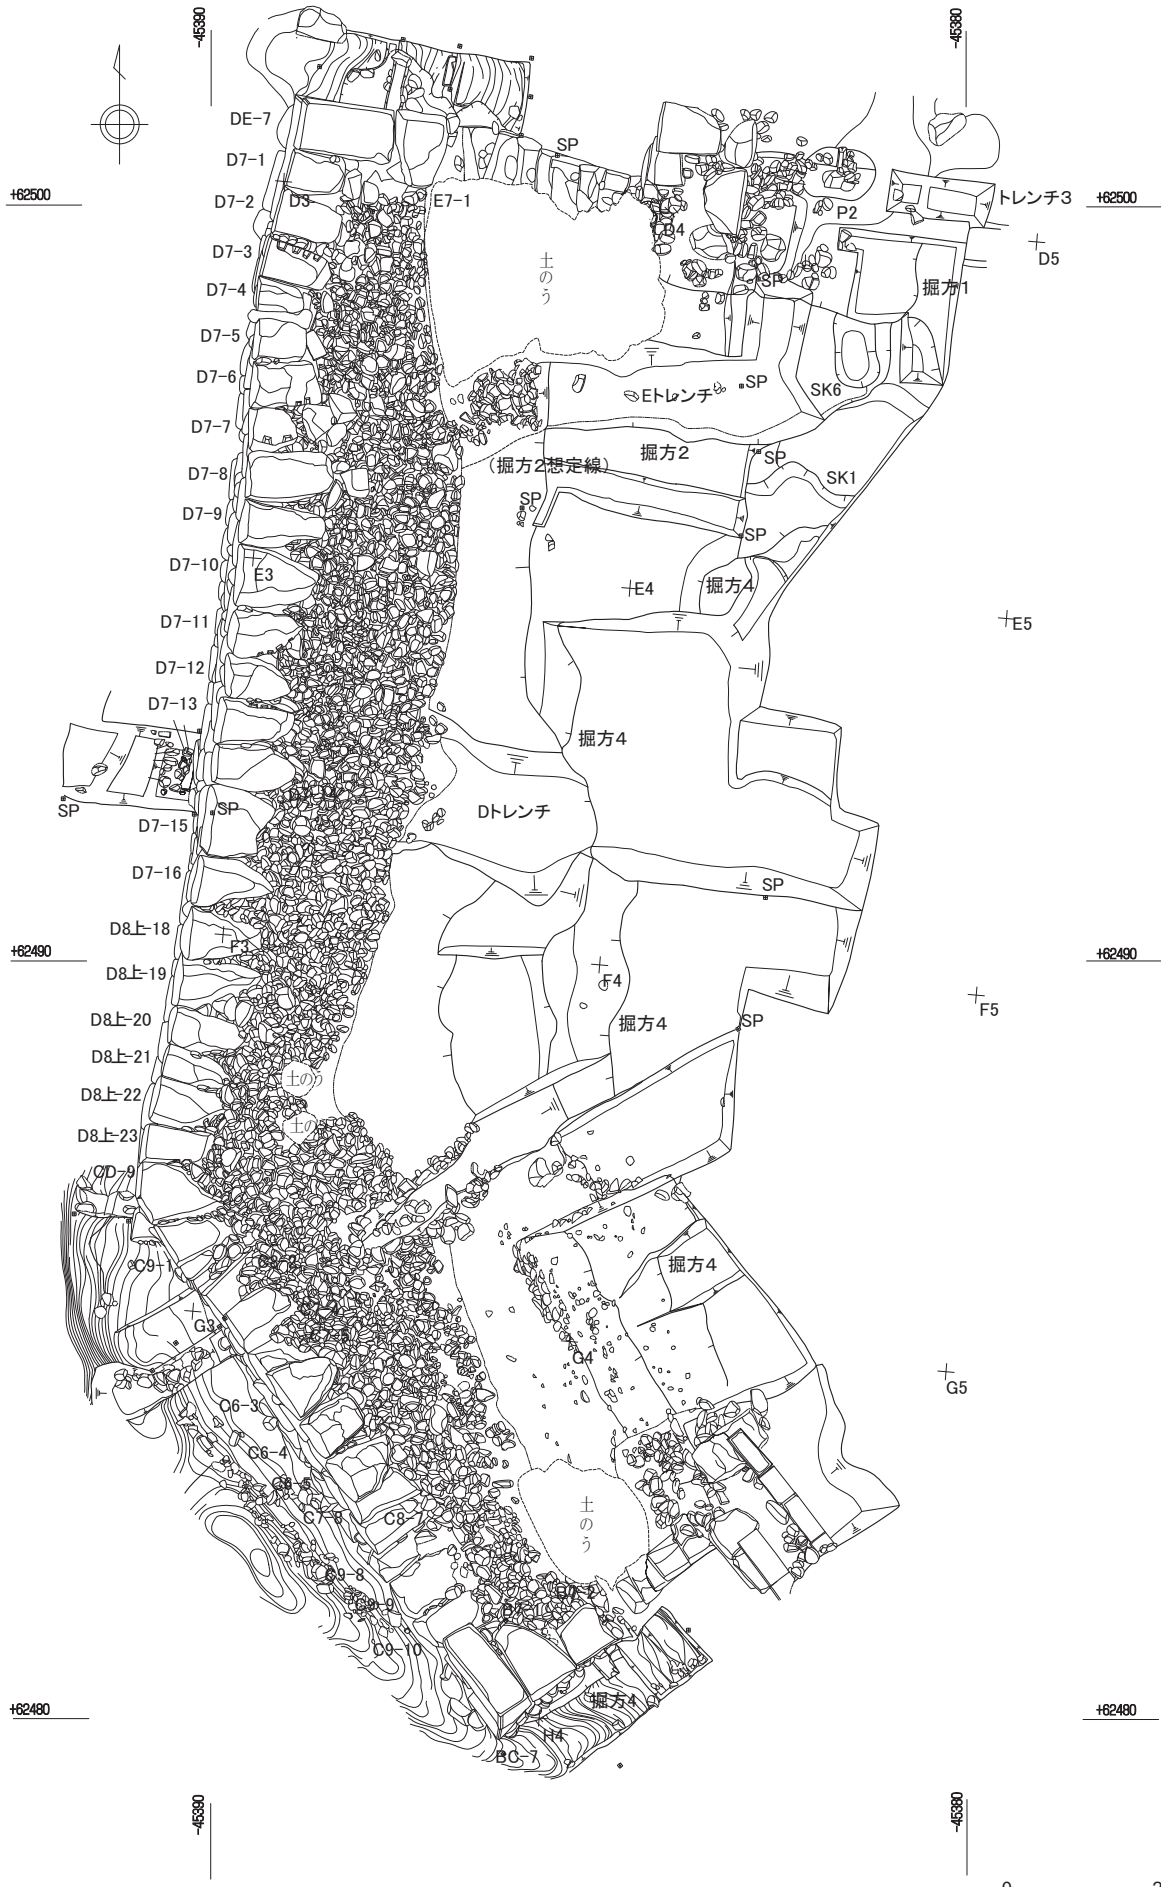 -45390
-45380
DE-7
SP
D7-1
+62500
D7-2
D3
E7-1
トレンチ3
+62500
P2
D4
D5
D7-3
土のう
SP
掘方1
D7-4
D7-5
D7-6
SP
Eトレンチ
SK6
D7-7
掘方2
SP
(掘方2想定線)
D7-8
SK1
SP
D7-9
SP
D7-10
E3
E4
掘方4
D7-11
E5
D7-12
D7-13
掘方4
SP
SP
Dトレンチ
D7-15
D7-16
SP
D8上-18
F3
+62490
+62490
D8上-19
F4
F5
D8上-20
掘方4
SP
D8上-21
土のう
D8上-22
土の
D8上-23
CD-9
C9-1
掘方4
G3
G4
G5
C6-3
C6-4
C6-5
C7-8
C8-7
土のう
C9-8
C9-9
C9-10
掘方4
+62480
+62480
H4
BC-7
-45390
-45380